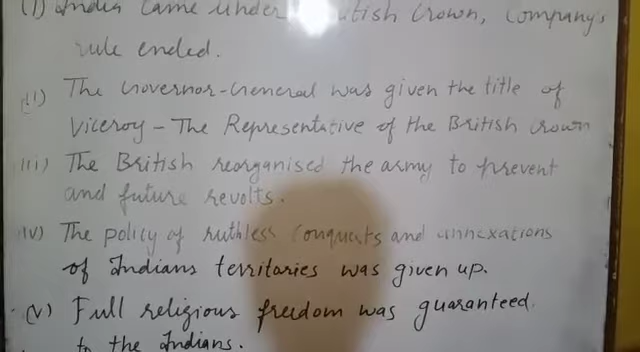 (i) India came under British Crown, Company's
rule ended.
(ii) The Governor-General was given the title of
Viceroy - The Representative of the British crown
(iii) The British reorganised the army to prevent
and future revolts.
(iv) The policy of ruthless conquests and annexations
of Indians territories was given up.
(v) Full religious freedom was guaranteed.
to the Indians.